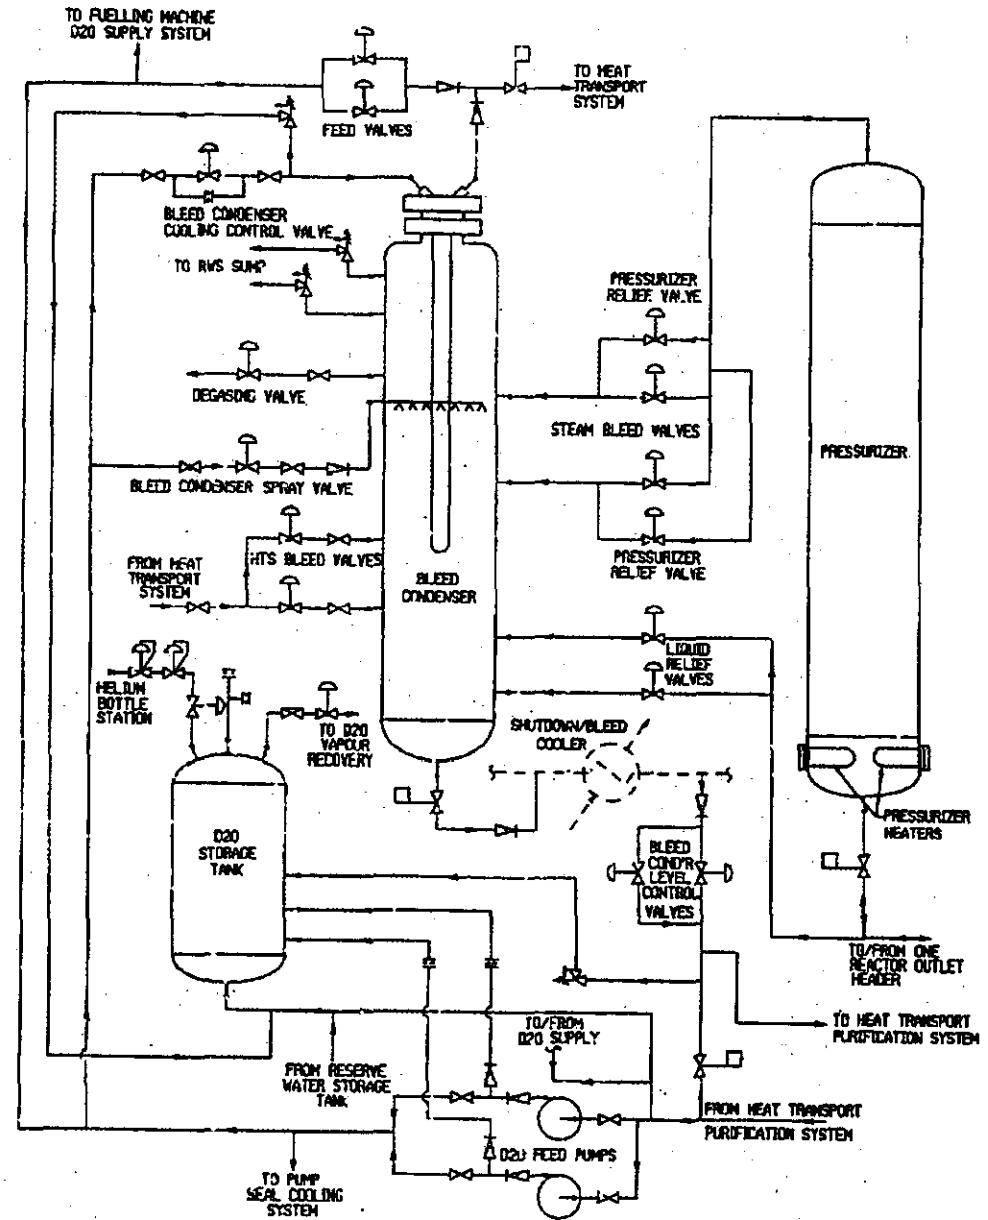 TO FUELLING MACHINE
D2O SUPPLY SYSTEM
TO HEAT
TRANSPORT
SYSTEM
FEED VALVES
BLEED CONDENSER
COOLING CONTROL VALVE
TO RWS SUMP
PRESSURIZER
RELIEF VALVE
DEGASING VALVE
STEAM BLEED VALVES
PRESSURIZER
BLEED CONDENSER SPRAY VALVE
HTS BLEED VALVES
FROM HEAT
TRANSPORT
SYSTEM
BLEED
CONDENSER
PRESSURIZER
RELIEF VALVE
LIQUID
RELIEF
VALVES
HELIUM
BOTTLE
STATION
TO D2O
VAPOUR
RECOVERY
SHUTDOWN/BLEED
COOLER
D2O
STORAGE
TANK
PRESSURIZER
HEATERS
BLEED
COND'R
LEVEL
CONTROL
VALVES
TO/FROM ONE
REACTOR OUTLET
HEADER
TO/FROM
D2O SUPPLY
TO HEAT TRANSPORT
PURIFICATION SYSTEM
FROM RESERVE
WATER STORAGE
TANK
FROM HEAT TRANSPORT
PURIFICATION SYSTEM
D2O FEED PUMPS
TO PUMP
SEAL COOLING
SYSTEM